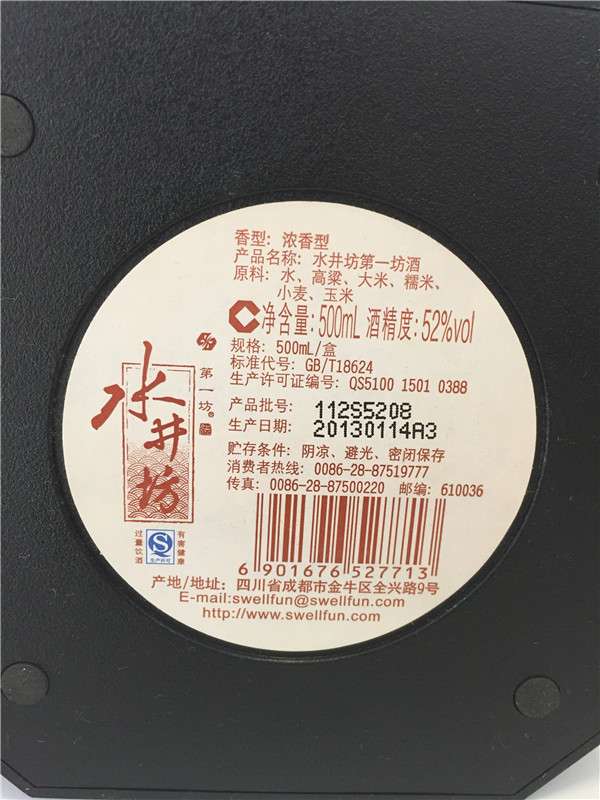 香型: 浓香型
产品名称: 水井坊第一坊酒
原料: 水、高粱、大米、糯米、
小麦、玉米
净含量: 500mL 酒精度: 52%vol
规格: 500mL/盒
标准代号: GB/T18624
生产许可证编号: QS5100 1501 0388
产品批号: 112S5208
生产日期: 20130114A3
贮存条件: 阴凉、避光、密闭保存
消费者热线: 0086-28-87519777
传真: 0086-28-87500220 邮编: 610036
水井坊
第一坊
过量饮酒
QS
生产许可
有害健康
6 901676 527713
产地/地址: 四川省成都市金牛区全兴路9号
E-mail:swellfun@swellfun.com
http://www.swellfun.com